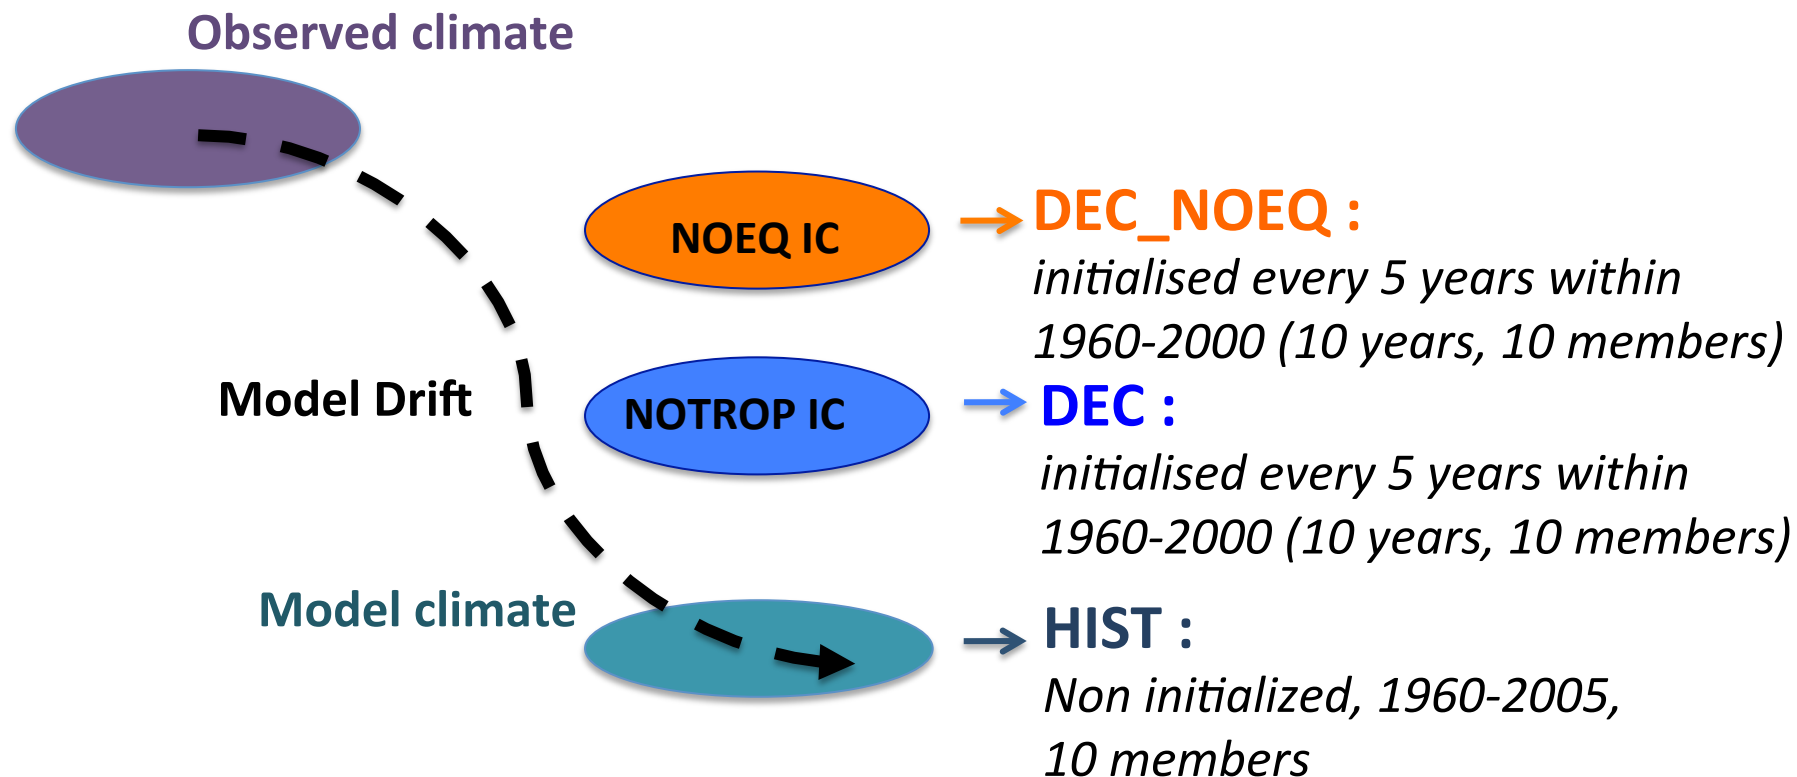 Observed climate
NOEQ IC
DEC_NOEQ :
initialised every 5 years within
1960-2000 (10 years, 10 members)
Model Drift
NOTROP IC
DEC :
initialised every 5 years within
1960-2000 (10 years, 10 members)
Model climate
HIST :
Non initialized, 1960-2005,
10 members